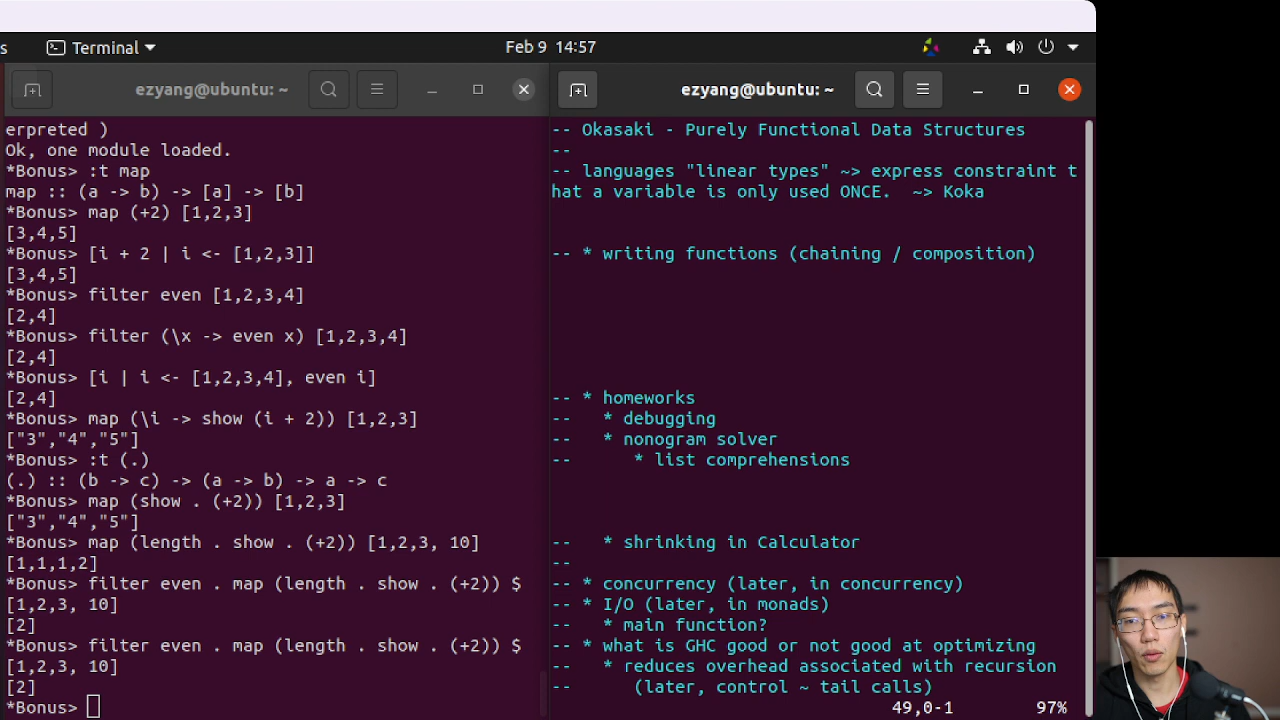 s
Terminal
Feb 9 14:57
ezyang@ubuntu: ~
erpreted )
Ok, one module loaded.
*Bonus> :t map
map :: (a -> b) -> [a] -> [b]
*Bonus> map (+2) [1,2,3]
[3,4,5]
*Bonus> [i + 2 | i <- [1,2,3]]
[3,4,5]
*Bonus> filter even [1,2,3,4]
[2,4]
*Bonus> filter (\x -> even x) [1,2,3,4]
[2,4]
*Bonus> [i | i <- [1,2,3,4], even i]
[2,4]
*Bonus> map (\i -> show (i + 2)) [1,2,3]
["3","4","5"]
*Bonus> :t (.)
(.) :: (b -> c) -> (a -> b) -> a -> c
*Bonus> map (show . (+2)) [1,2,3]
["3","4","5"]
*Bonus> map (length . show . (+2)) [1,2,3, 10]
[1,1,1,2]
*Bonus> filter even . map (length . show . (+2)) $
[1,2,3, 10]
[2]
*Bonus> filter even . map (length . show . (+2)) $
[1,2,3, 10]
[2]
*Bonus>
ezyang@ubuntu: ~
-- Okasaki - Purely Functional Data Structures
--
-- languages "linear types" ~> express constraint t
hat a variable is only used ONCE.  ~> Koka
-- * writing functions (chaining / composition)
-- * homeworks
--   * debugging
--   * nonogram solver
--      * list comprehensions
--   * shrinking in Calculator
--
-- * concurrency (later, in concurrency)
-- * I/O (later, in monads)
--   * main function?
-- * what is GHC good or not good at optimizing
--   * reduces overhead associated with recursion
--      (later, control ~ tail calls)
49,0-1 97%